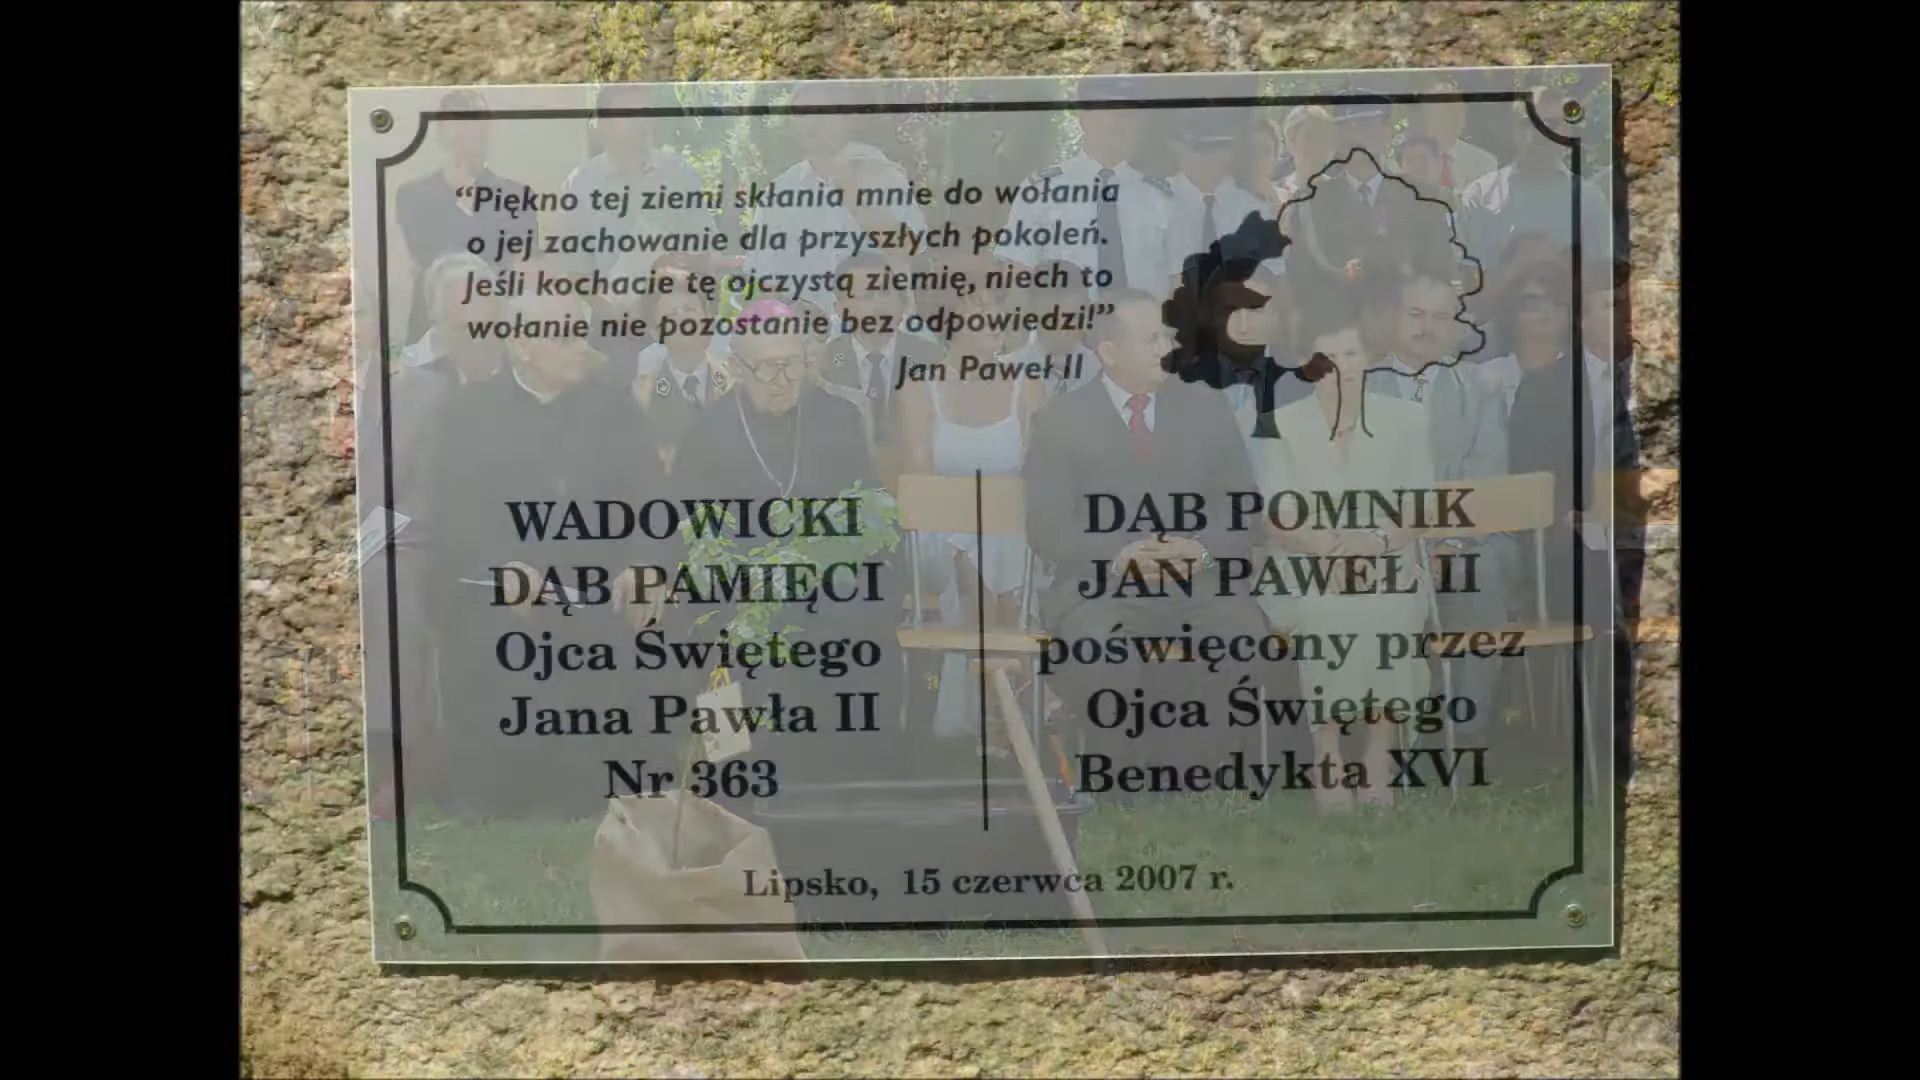 “Piękno tej ziemi skłania mnie do wołania
o jej zachowanie dla przyszłych pokoleń.
Jeśli kochacie tę ojczystą ziemię, niech to
wołanie nie pozostanie bez odpowiedzi!”
Jan Paweł II
WADOWICKI
DĄB PAMIĘCI
Ojca Świętego
Jana Pawła II
Nr 363
DĄB POMNIK
JAN PAWEŁ II
poświęcony przez
Ojca Świętego
Benedykta XVI
Lipsko, 15 czerwca 2007 r.